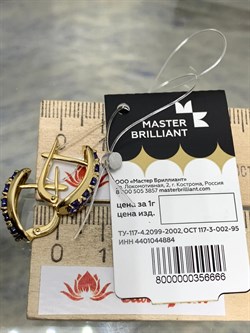 MASTER
BRILLIANT
ООО «Мастер Бриллиант»
ул. Локомотивная, 2, г. Кострома, Россия
8 800 505 3857 masterbrilliant.com
цена за 1г
цена изд.
ТУ-117-4.2099-2002, ОСТ 117-3-002-95
ИНН 4401044884
8000000356666